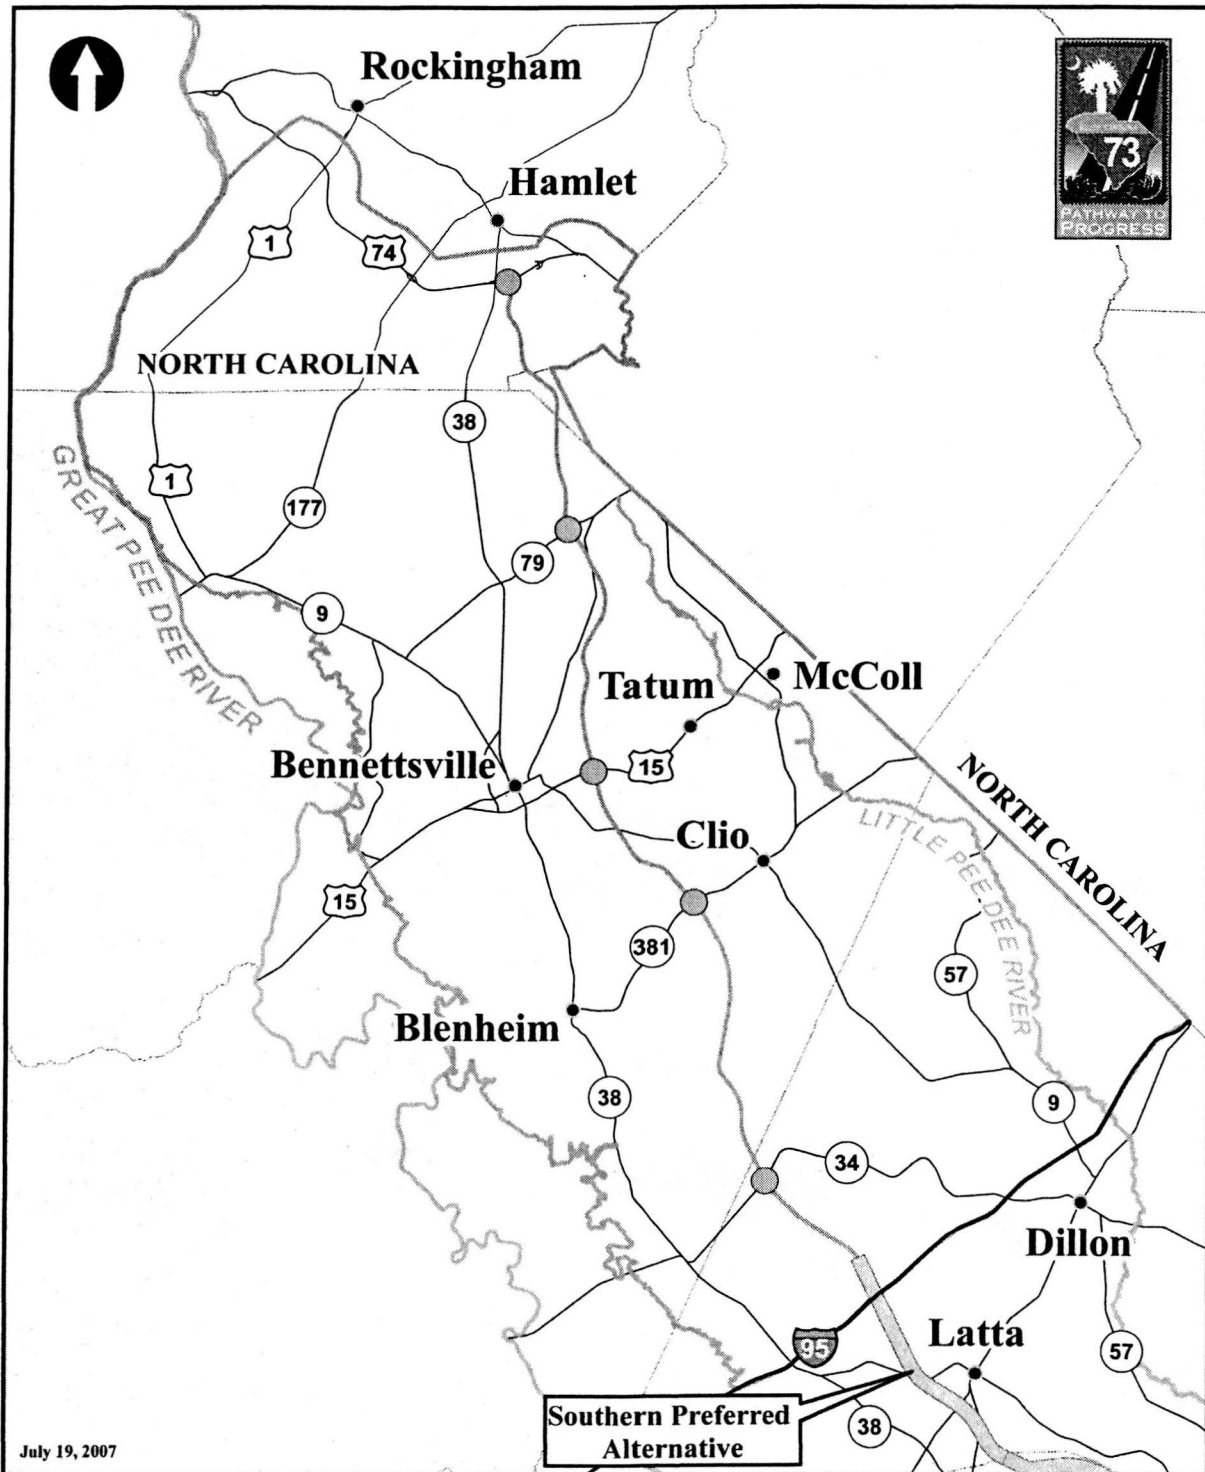 Rockingham
73
PATHWAY TO
PROGRESS
Hamlet
1
74
NORTH CAROLINA
38
GREAT PEE DEE RIVER
1
177
79
9
Tatum
McColl
Bennettsville
15
NORTH CAROLINA
Clio
LITTLE PEE DEE RIVER
15
381
57
Blenheim
38
9
34
Dillon
95
Latta
57
Southern Preferred
Alternative
38
July 19, 2007